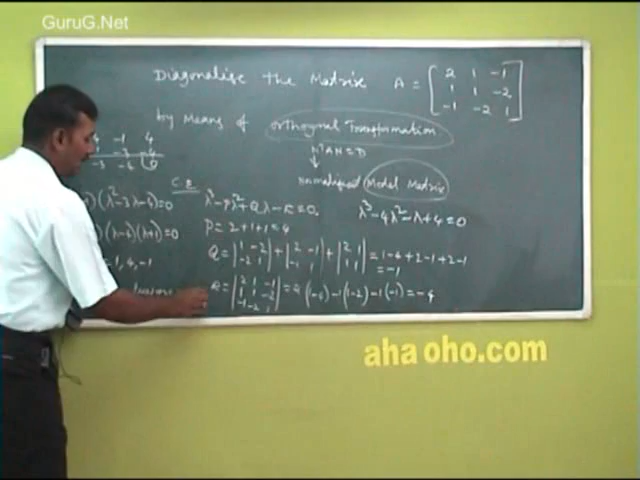 GuruG.Net
Diagonalise the Matrix A = [ 2 1 -1
1 1 -2
-1 -2 1 ]
by Means of Orthogonal Transformation
NᵀAN=D
-1 4
-3 -4
-3 -4 0
Normalised Model Matrix
C.E
)(λ²-3λ-4)=0
λ³-Pλ²+Qλ-R=0.
λ³-4λ²-λ+4=0
)(λ-4)(λ+1)=0
P=2+1+1=4
Q= |1 -2| + |2 -1| + |2 1| = 1-4+2-1+2-1
|-2 1| |-1 1| |1 1| = -1
1, 4, -1
R= |2 1 -1| = 2(1-4)-1(1-2)-1(-1)=-4
|1 1 -2|
|-1 -2 1|
aha oho.com